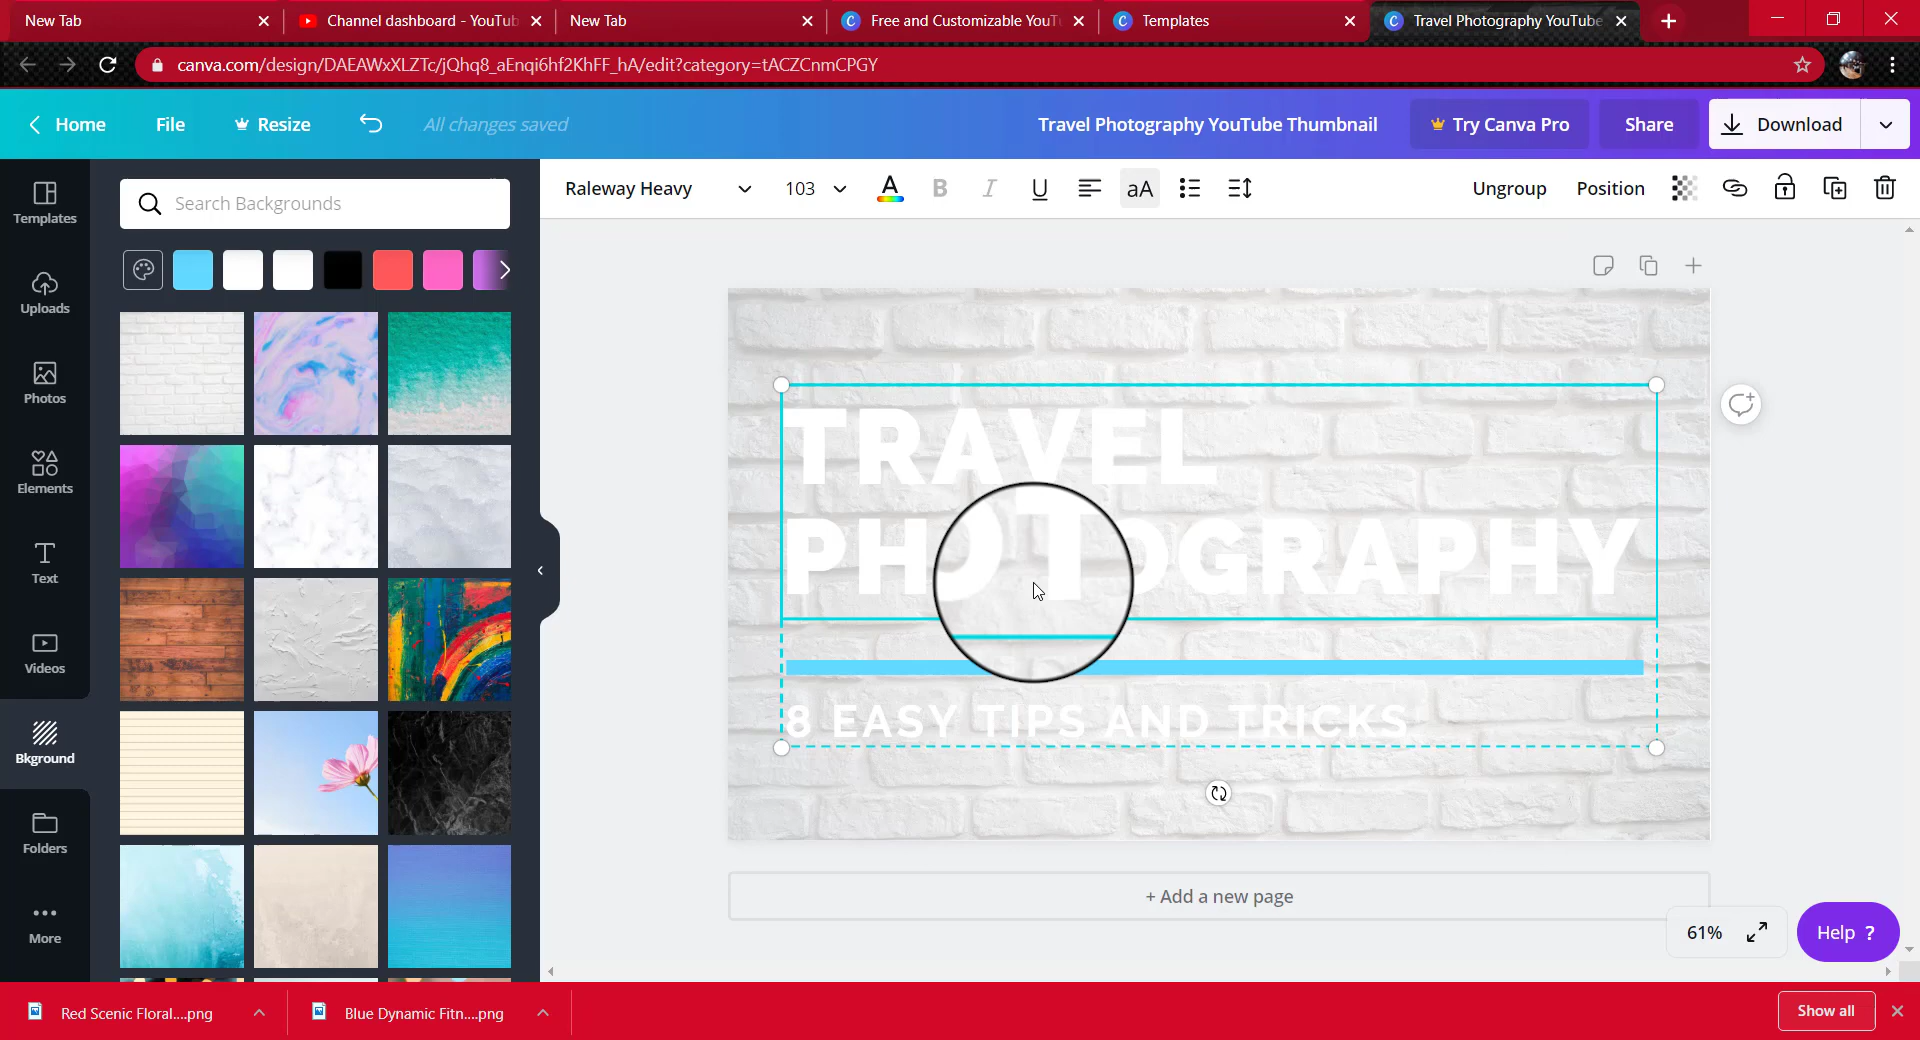 New Tab
Channel dashboard - YouTub
New Tab
Free and Customizable YouT
Templates
Travel Photography YouTube
canva.com/design/DAEAWxXLZTc/jQhq8_aEnqi6hf2KhFF_hA/edit?category=tACZCnmCPGY
Home
File
Resize
All changes saved
Travel Photography YouTube Thumbnail
Try Canva Pro
Share
Download
Templates
Uploads
Photos
Elements
Text
Videos
Bkground
Folders
More
Search Backgrounds
Raleway Heavy
103
A
B
I
U
aA
Ungroup
Position
TRAVEL
PHOTOGRAPHY
8 EASY TIPS AND TRICKS
+ Add a new page
61%
Help ?
Red Scenic Floral....png
Blue Dynamic Fitn....png
Show all